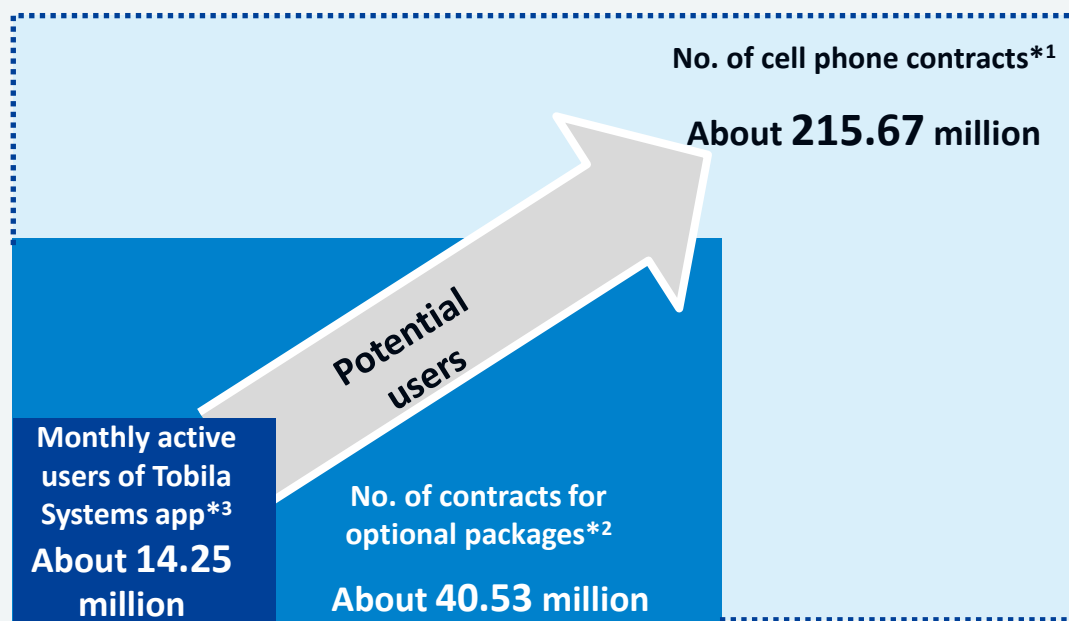 No. of cell phone contracts*1
About 215.67 million
Potential
users
Monthly active
users of Tobila
Systems app*3
About 14.25
million
No. of contracts for
optional packages*2
About 40.53 million